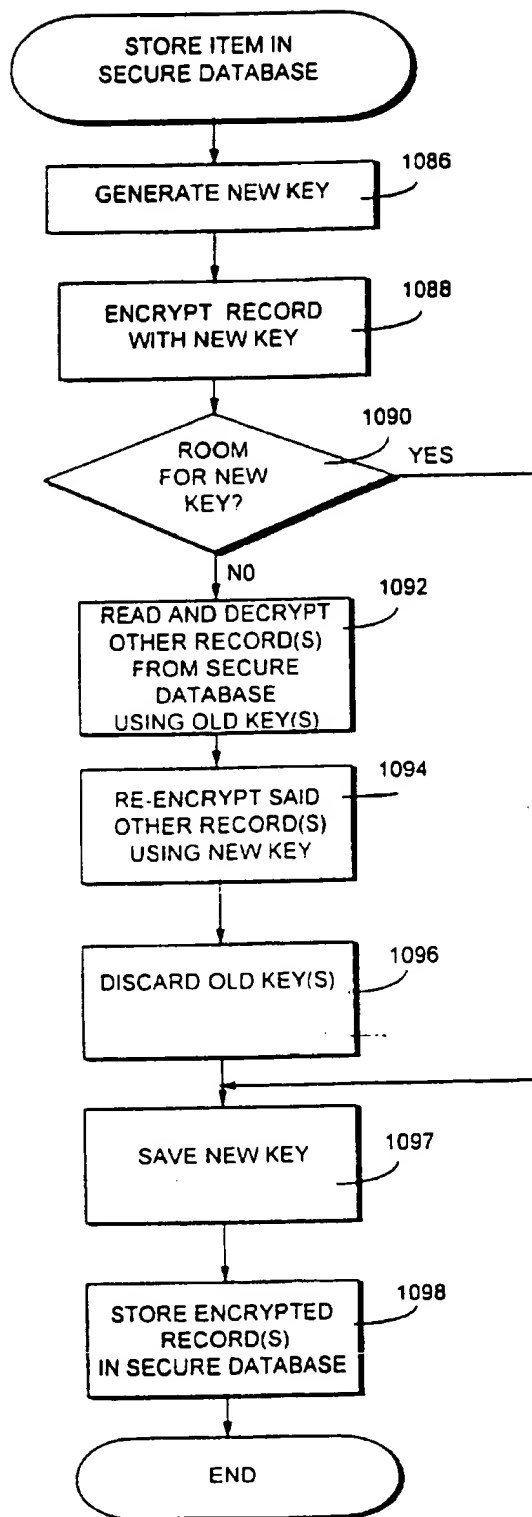 STORE ITEM IN
SECURE DATABASE
1086
GENERATE NEW KEY
1088
ENCRYPT RECORD
WITH NEW KEY
1090
ROOM
FOR NEW
KEY?
YES
NO
1092
READ AND DECRYPT
OTHER RECORD(S)
FROM SECURE
DATABASE
USING OLD KEY(S)
1094
RE-ENCRYPT SAID
OTHER RECORD(S)
USING NEW KEY
1096
DISCARD OLD KEY(S)
SAVE NEW KEY
1097
1098
STORE ENCRYPTED
RECORD(S)
IN SECURE DATABASE
END